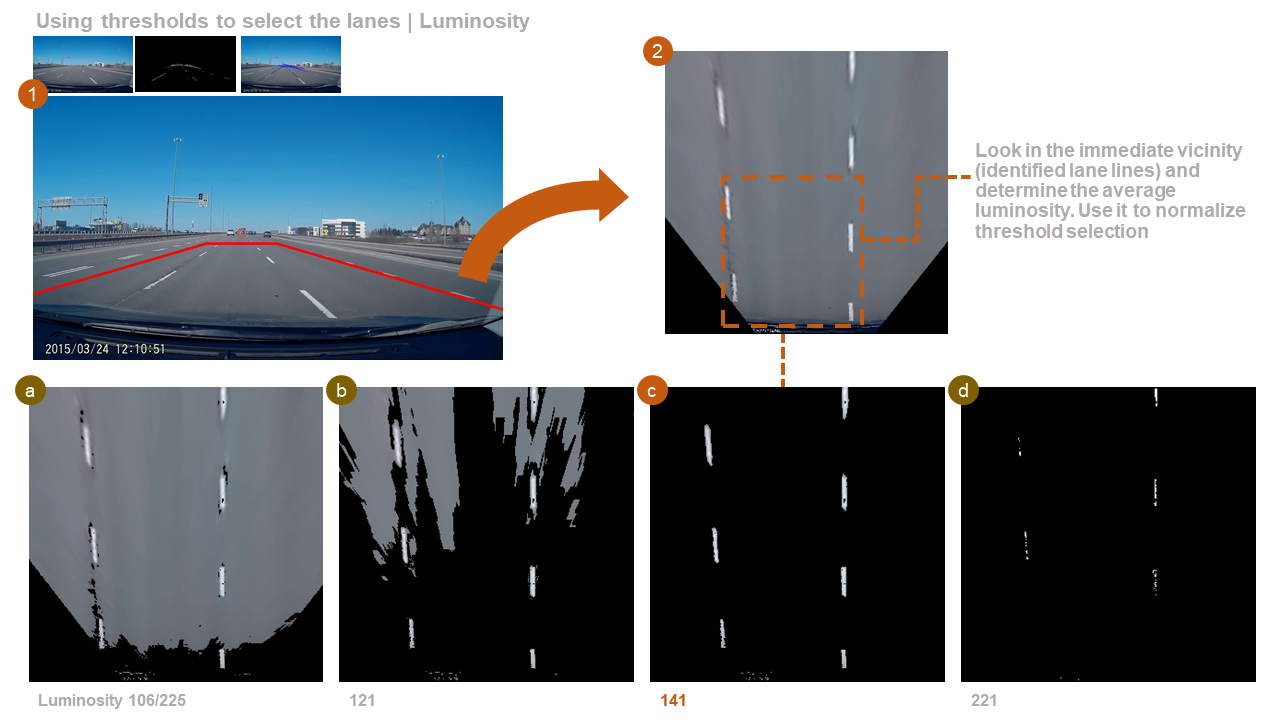 Using thresholds to select the lanes | Luminosity
1
2
2015/03/24 12:10:51
Look in the immediate vicinity
(identified lane lines) and
determine the average
luminosity. Use it to normalize
threshold selection
a
b
c
d
Luminosity 106/225
121
141
221